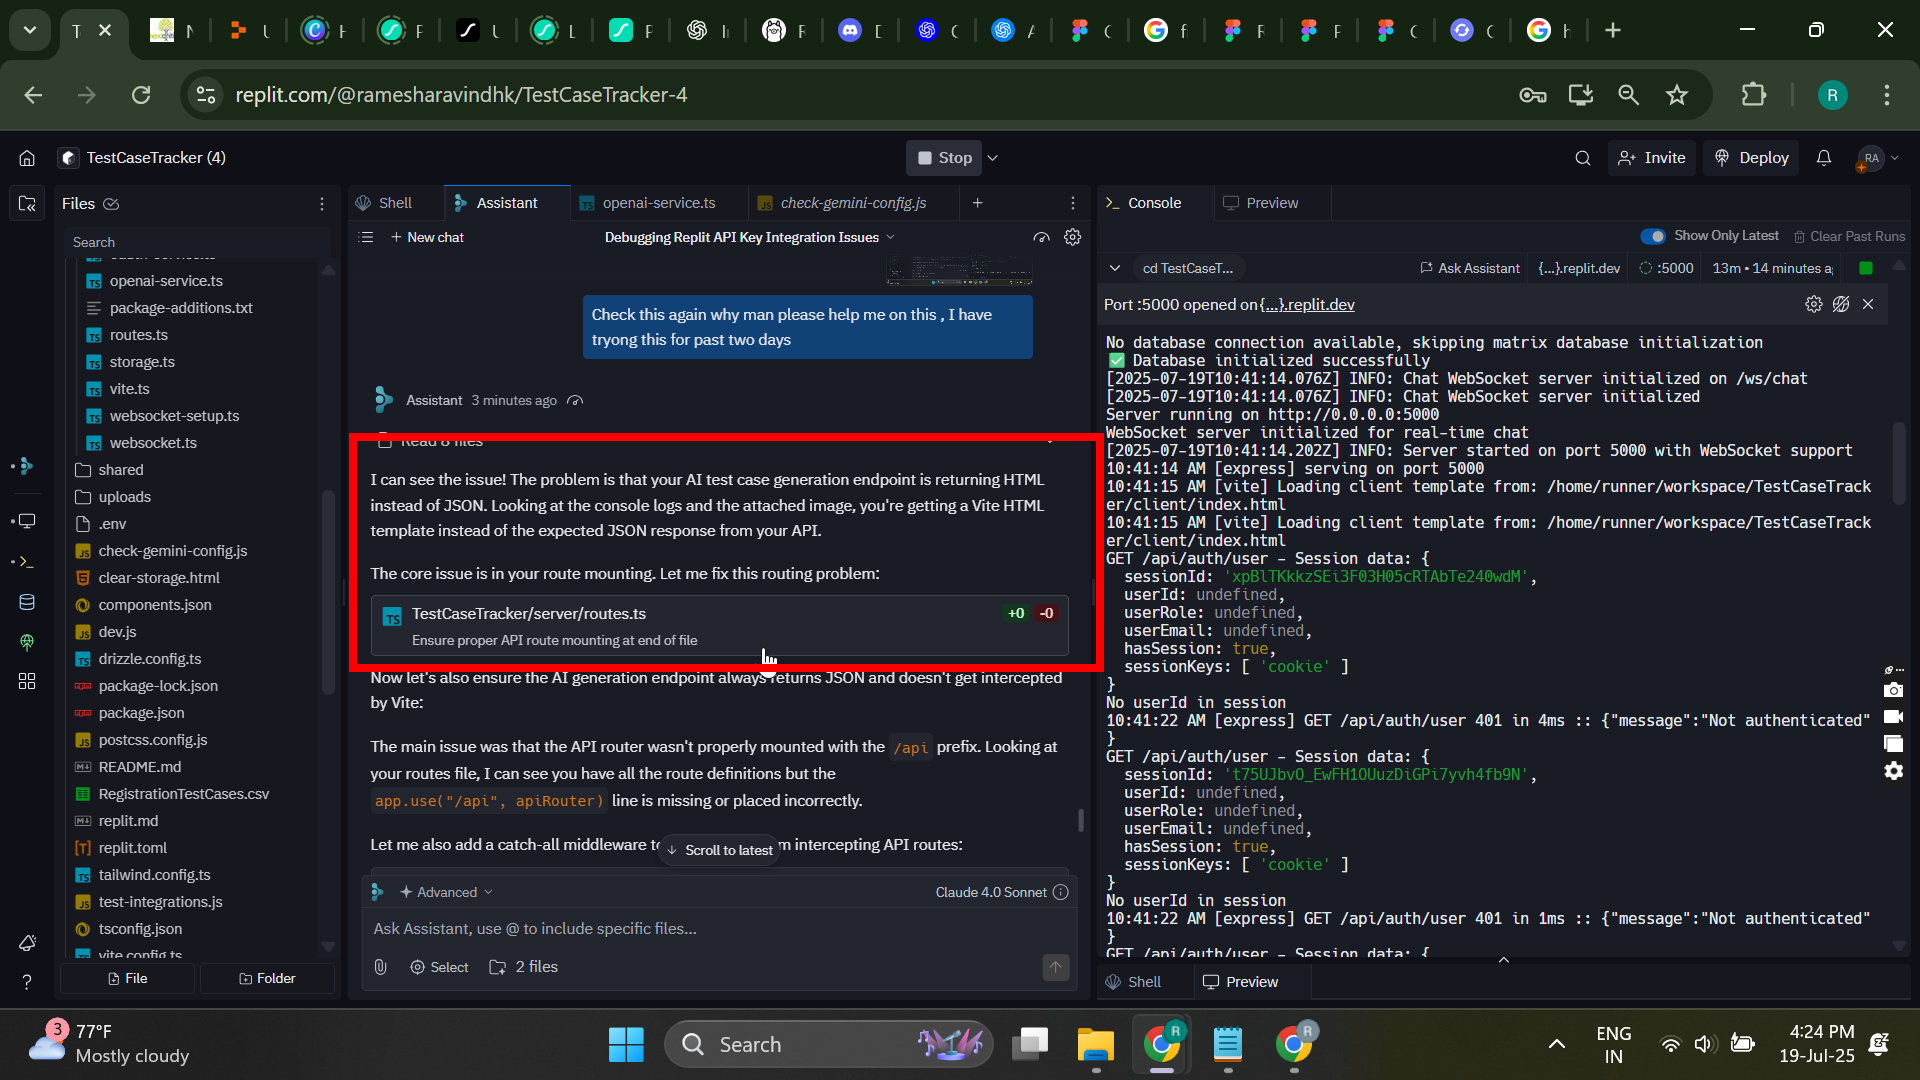 replit.com/@ramesharavindhk/TestCaseTracker-4
R
TestCaseTracker (4)
Stop
Invite
Deploy
RA
Files
Search
openai-service.ts
package-additions.txt
routes.ts
storage.ts
vite.ts
websocket-setup.ts
websocket.ts
shared
uploads
.env
check-gemini-config.js
clear-storage.html
components.json
dev.js
drizzle.config.ts
package-lock.json
package.json
postcss.config.js
README.md
RegistrationTestCases.csv
replit.md
replit.toml
tailwind.config.ts
test-integrations.js
tsconfig.json
vite.config.ts
File
Folder
Shell
Assistant
openai-service.ts
check-gemini-config.js
New chat
Debugging Replit API Key Integration Issues
Check this again why man please help me on this , I have
tryong this for past two days
Assistant 3 minutes ago
Read 8 files
I can see the issue! The problem is that your AI test case generation endpoint is returning HTML
instead of JSON. Looking at the console logs and the attached image, you're getting a Vite HTML
template instead of the expected JSON response from your API.
The core issue is in your route mounting. Let me fix this routing problem:
TestCaseTracker/server/routes.ts
+0 -0
Ensure proper API route mounting at end of file
Now let's also ensure the AI generation endpoint always returns JSON and doesn't get intercepted
by Vite:
The main issue was that the API router wasn't properly mounted with the /api prefix. Looking at
your routes file, I can see you have all the route definitions but the
app.use("/api", apiRouter) line is missing or placed incorrectly.
Let me also add a catch-all middleware
Scroll to latest
intercepting API routes:
Advanced
Claude 4.0 Sonnet
Ask Assistant, use @ to include specific files...
Select
2 files
Console
Preview
Show Only Latest
Clear Past Runs
cd TestCaseT...
Ask Assistant
{...}.replit.dev
:5000
13m • 14 minutes
Port :5000 opened on {...}.replit.dev
No database connection available, skipping matrix database initialization
✅ Database initialized successfully
[2025-07-19T10:41:14.076Z] INFO: Chat WebSocket server initialized on /ws/chat
[2025-07-19T10:41:14.076Z] INFO: Chat WebSocket server initialized
Server running on http://0.0.0.0:5000
WebSocket server initialized for real-time chat
[2025-07-19T10:41:14.202Z] INFO: Server started on port 5000 with WebSocket support
10:41:14 AM [express] serving on port 5000
10:41:15 AM [vite] Loading client template from: /home/runner/workspace/TestCaseTrack
er/client/index.html
10:41:15 AM [vite] Loading client template from: /home/runner/workspace/TestCaseTrack
er/client/index.html
GET /api/auth/user - Session data: {
sessionId: 'xpBlTKkkzSEi3F03H05cRTAbTe240wdM',
userId: undefined,
userRole: undefined,
userEmail: undefined,
hasSession: true,
sessionKeys: [ 'cookie' ]
}
No userId in session
10:41:22 AM [express] GET /api/auth/user 401 in 4ms :: {"message":"Not authenticated"
}
GET /api/auth/user - Session data: {
sessionId: 't75UJbvO_EwFH1OUuzDiGPi7yvh4fb9N',
userId: undefined,
userRole: undefined,
userEmail: undefined,
hasSession: true,
sessionKeys: [ 'cookie' ]
}
No userId in session
10:41:22 AM [express] GET /api/auth/user 401 in 1ms :: {"message":"Not authenticated"
}
GET /api/auth/user - Session data: {
Shell
Preview
3
77°F
Mostly cloudy
Search
ENG
IN
4:24 PM
19-Jul-25